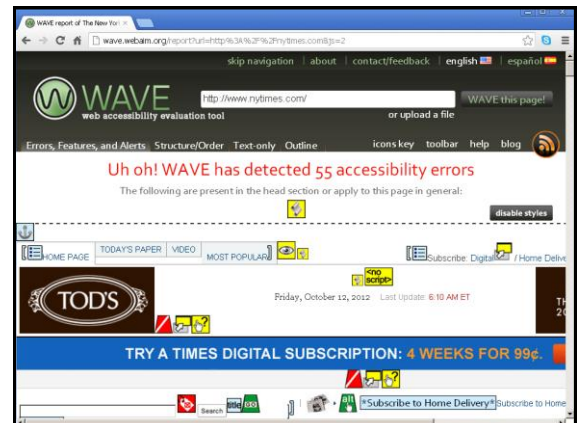 WAVE report of The New York
wave.webaim.org/report?url=http%3A%2F%2Fnytimes.com&js=2
skip navigation | about | contact/feedback | english | español
WAVE
web accessibility evaluation tool
http://www.nytimes.com/
WAVE this page!
or upload a file
Errors, Features, and Alerts Structure/Order Text-only Outline icons key toolbar help blog
Uh oh! WAVE has detected 55 accessibility errors
The following are present in the head section or apply to this page in general:
disable styles
HOME PAGE TODAY'S PAPER VIDEO MOST POPULAR Subscribe: Digital / Home Delive
<no
script>
Friday, October 12, 2012 Last Update: 6:10 AM ET
TOD'S
TH
20
TRY A TIMES DIGITAL SUBSCRIPTION: 4 WEEKS FOR 99¢.
Search title alt *Subscribe to Home Delivery* Subscribe to Home